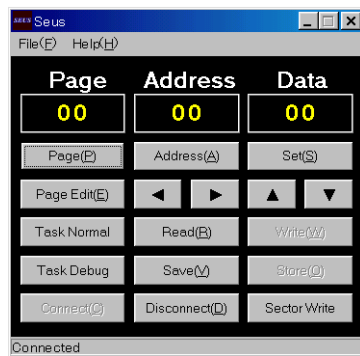 SEUS Seus
File(F) Help(H)
Page Address Data
00 00 00
Page(P) Address(A) Set(S)
Page Edit(E) ◀ ▶ ▲ ▼
Task Normal Read(R) Write(W)
Task Debug Save(V) Store(O)
Connect(C) Disconnect(D) Sector Write
Connected